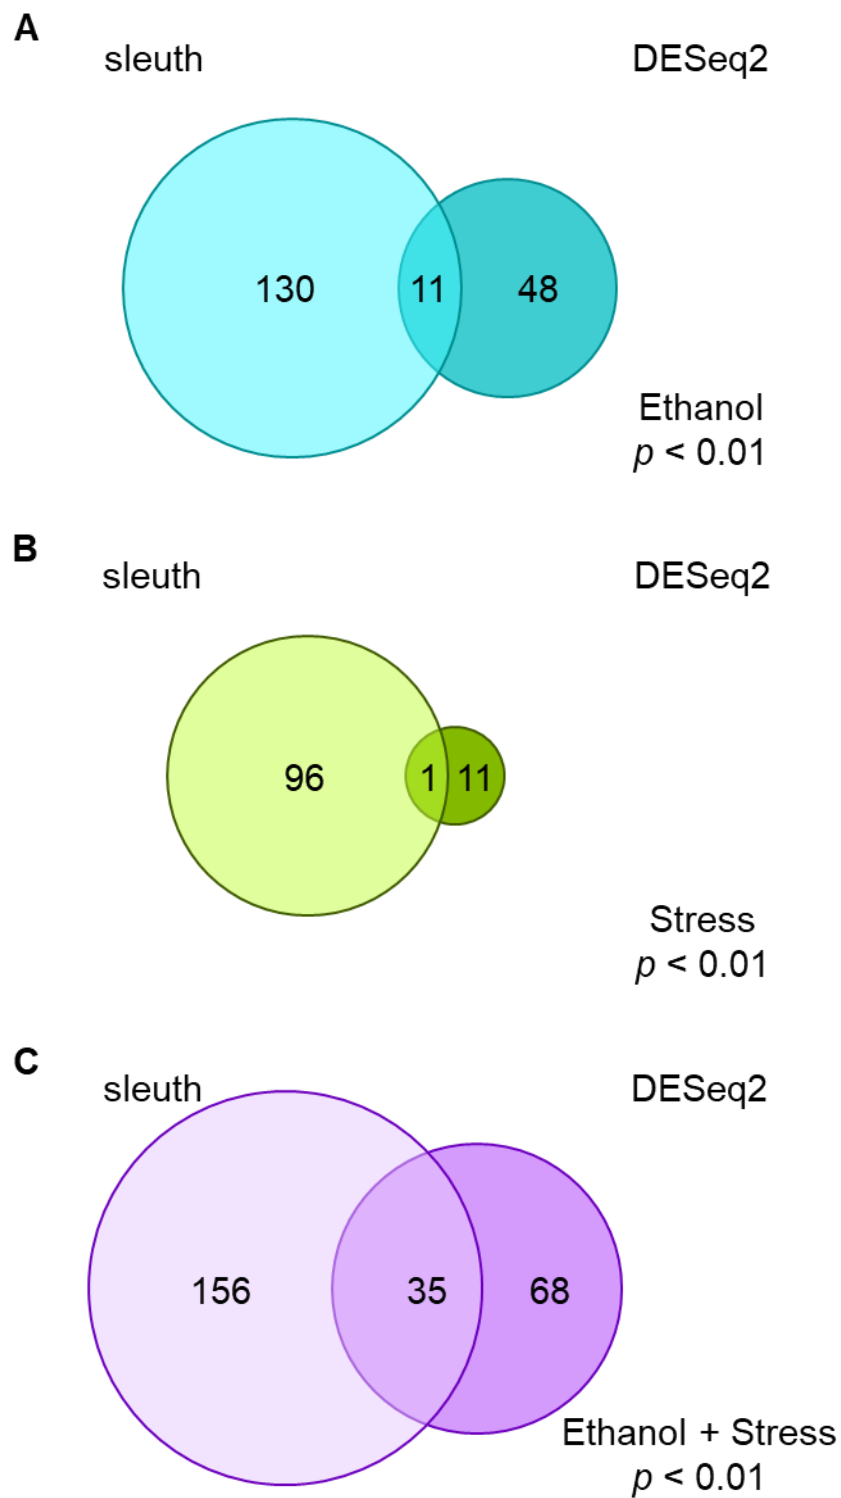 A
sleuth DESeq2
130 11 48
Ethanol
p < 0.01
B
sleuth DESeq2
96 1 11
Stress
p < 0.01
C
sleuth DESeq2
156 35 68
Ethanol + Stress
p < 0.01